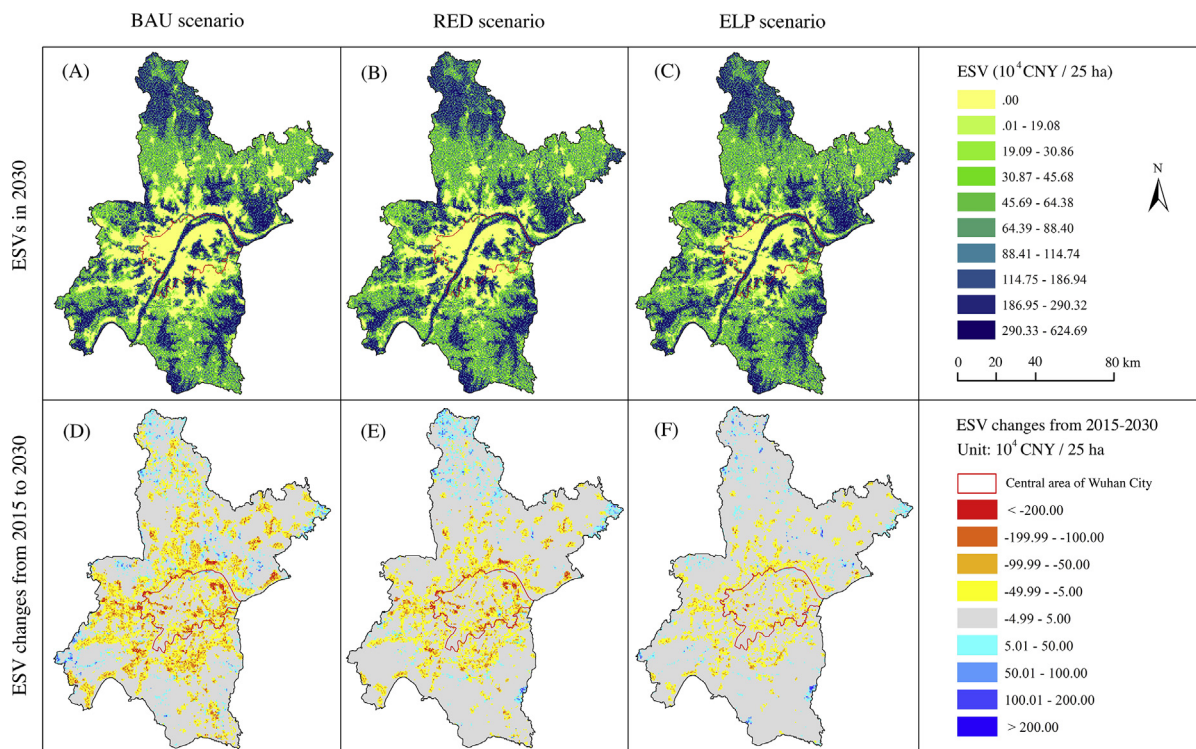 BAU scenario
RED scenario
ELP scenario
ESVs in 2030
(A)
(B)
(C)
ESV (10⁴ CNY / 25 ha)
.00
.01 - 19.08
19.09 - 30.86
30.87 - 45.68
45.69 - 64.38
64.39 - 88.40
88.41 - 114.74
114.75 - 186.94
186.95 - 290.32
290.33 - 624.69
N
0 20 40 80 km
ESV changes from 2015 to 2030
(D)
(E)
(F)
ESV changes from 2015-2030
Unit: 10⁴ CNY / 25 ha
Central area of Wuhan City
< -200.00
-199.99 - -100.00
-99.99 - -50.00
-49.99 - -5.00
-4.99 - 5.00
5.01 - 50.00
50.01 - 100.00
100.01 - 200.00
> 200.00